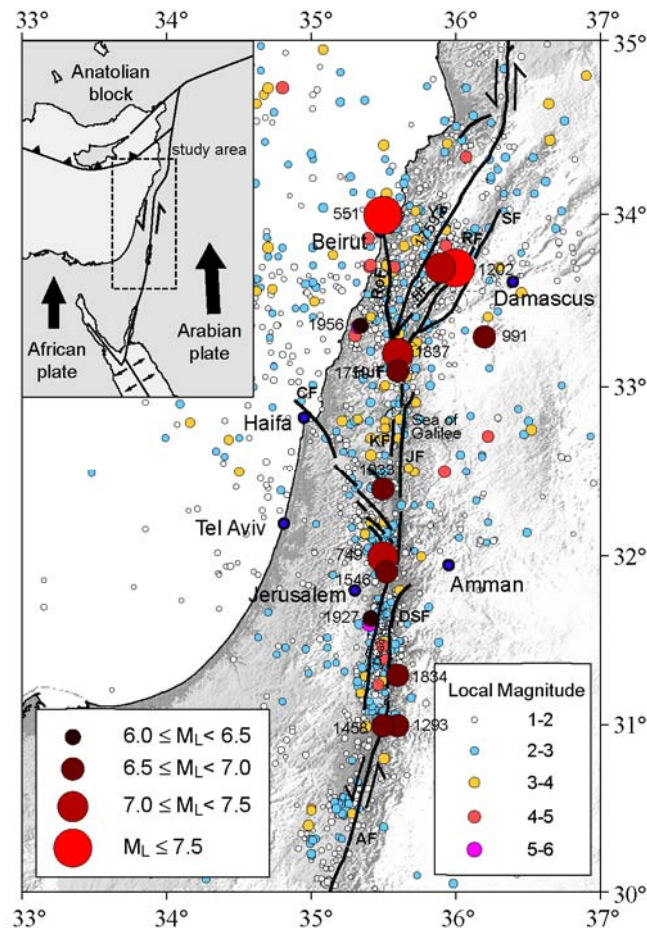 33° 34° 35° 36° 37°
35°
Anatolian
block
study area
African
plate
Arabian
plate
34°
551
Beirut
YF
SF
RF
1202
Damascus
1956
991
1837
HuF
33°
CF
Haifa
Sea of
Galilee
KF
JF
1033
Tel Aviv
32°
749
1546
Jerusalem
Amman
1927
DSF
1834
31°
1458
1293
AF
30°
6.0 ≤ ML< 6.5
6.5 ≤ ML< 7.0
7.0 ≤ ML< 7.5
ML ≤ 7.5
Local Magnitude
1-2
2-3
3-4
4-5
5-6
33° 34° 35° 36° 37°